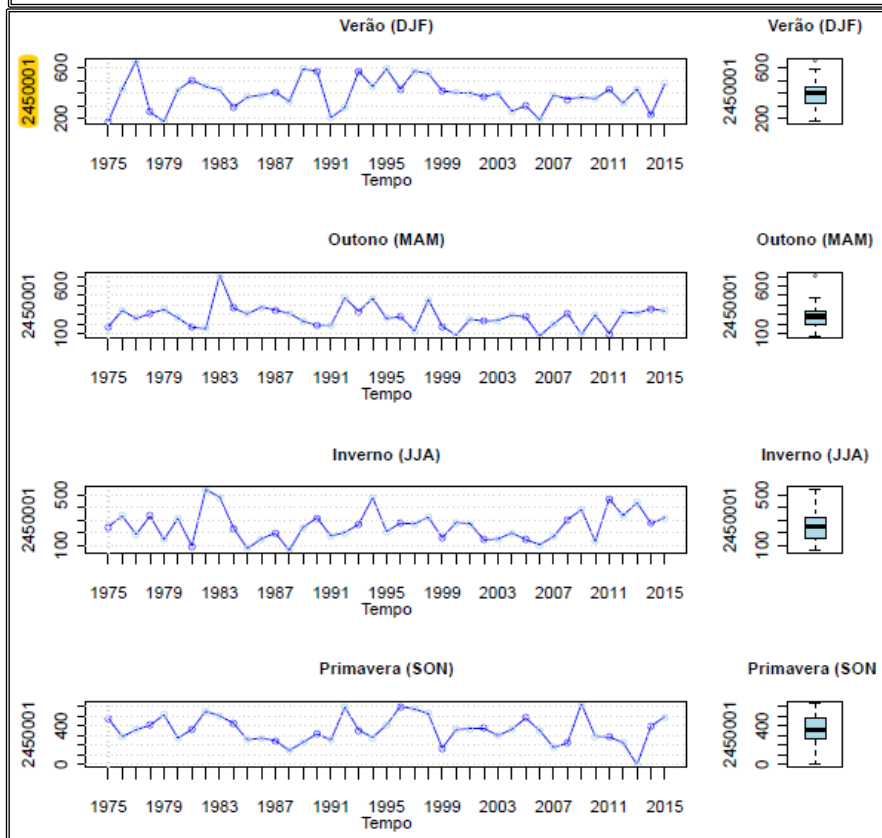 Verão (DJF)
Verão (DJF)
2450001
200 600
1975 1979 1983 1987 1991 1995 1999 2003 2007 2011 2015
Tempo
2450001
200 600
Outono (MAM)
Outono (MAM)
2450001
100 600
1975 1979 1983 1987 1991 1995 1999 2003 2007 2011 2015
Tempo
2450001
100 600
Inverno (JJA)
Inverno (JJA)
2450001
100 500
1975 1979 1983 1987 1991 1995 1999 2003 2007 2011 2015
Tempo
2450001
100 500
Primavera (SON)
Primavera (SON
2450001
0 400
1975 1979 1983 1987 1991 1995 1999 2003 2007 2011 2015
Tempo
2450001
0 400